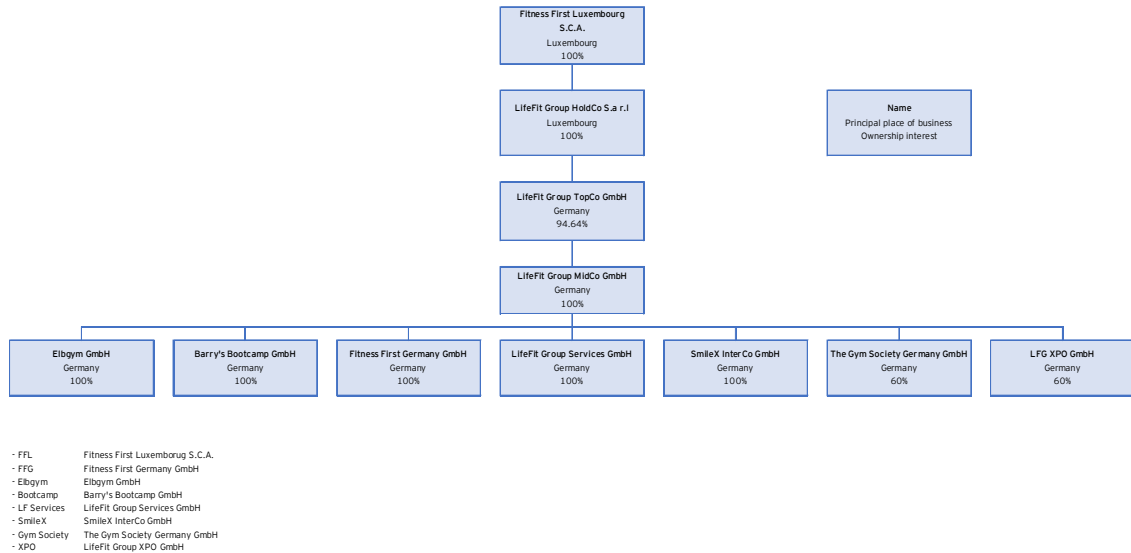 Fitness First Luxembourg
S.C.A.
Luxembourg
100%
LifeFit Group HoldCo S.a r.l
Luxembourg
100%
Name
Principal place of business
Ownership interest
LifeFit Group TopCo GmbH
Germany
94.64%
LifeFit Group MidCo GmbH
Germany
100%
Elbgym GmbH
Germany
100%
Barry's Bootcamp GmbH
Germany
100%
Fitness First Germany GmbH
Germany
100%
LifeFit Group Services GmbH
Germany
100%
SmileX InterCo GmbH
Germany
100%
The Gym Society Germany GmbH
Germany
60%
LFG XPO GmbH
Germany
60%
- FFL Fitness First Luxemborug S.C.A.
- FFG Fitness First Germany GmbH
- Elbgym Elbgym GmbH
- Bootcamp Barry's Bootcamp GmbH
- LF Services LifeFit Group Services GmbH
- SmileX SmileX InterCo GmbH
- Gym Society The Gym Society Germany GmbH
- XPO LifeFit Group XPO GmbH